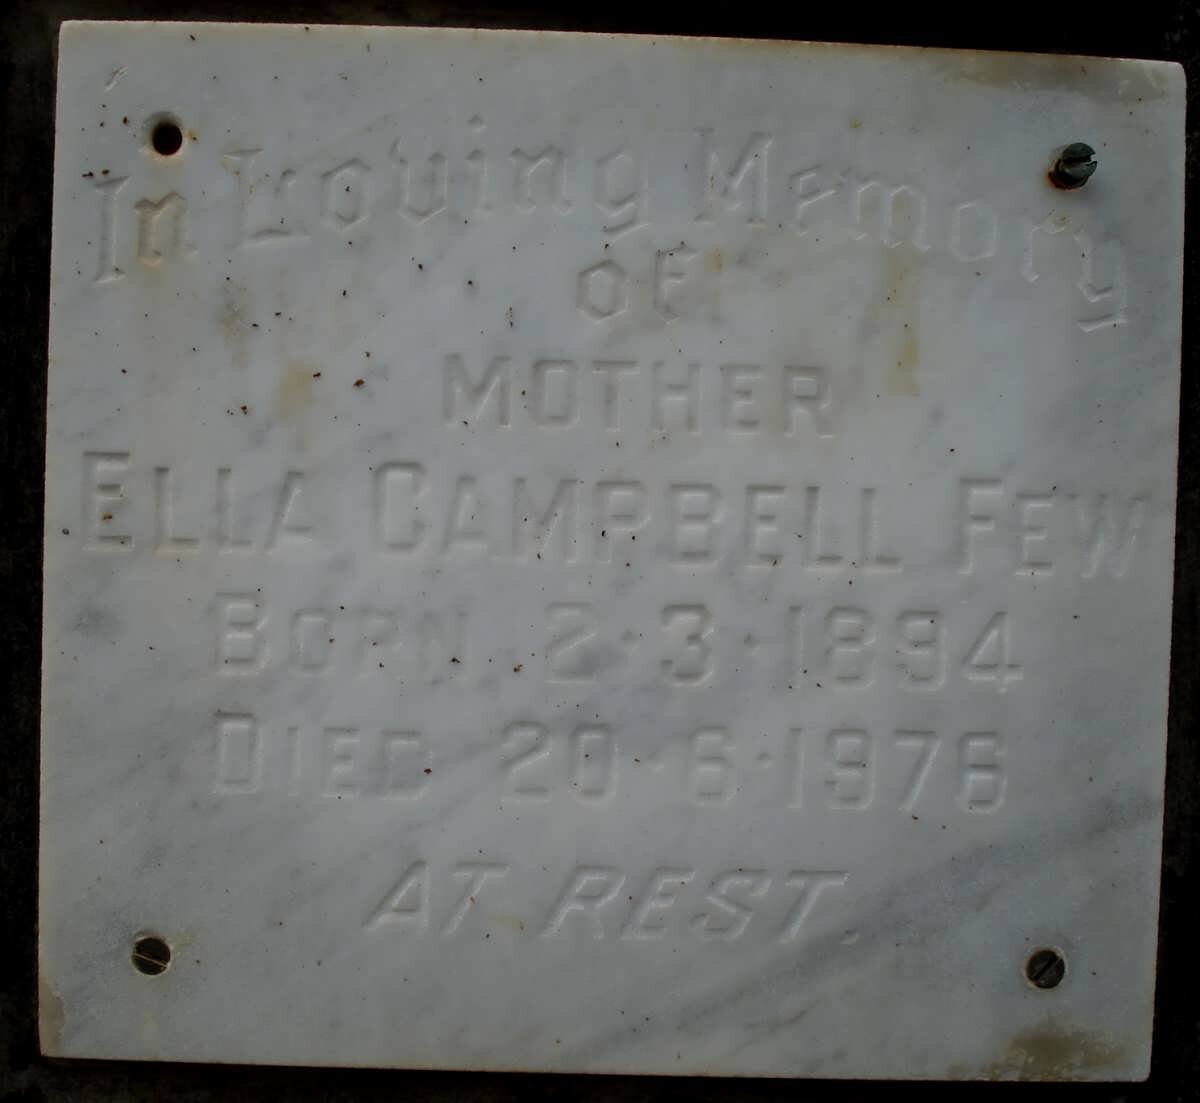 In Loving Memory
OF
MOTHER
ELLA CAMPBELL FEW
BORN 2·3·1894
DIED 20·6·1976
AT REST.